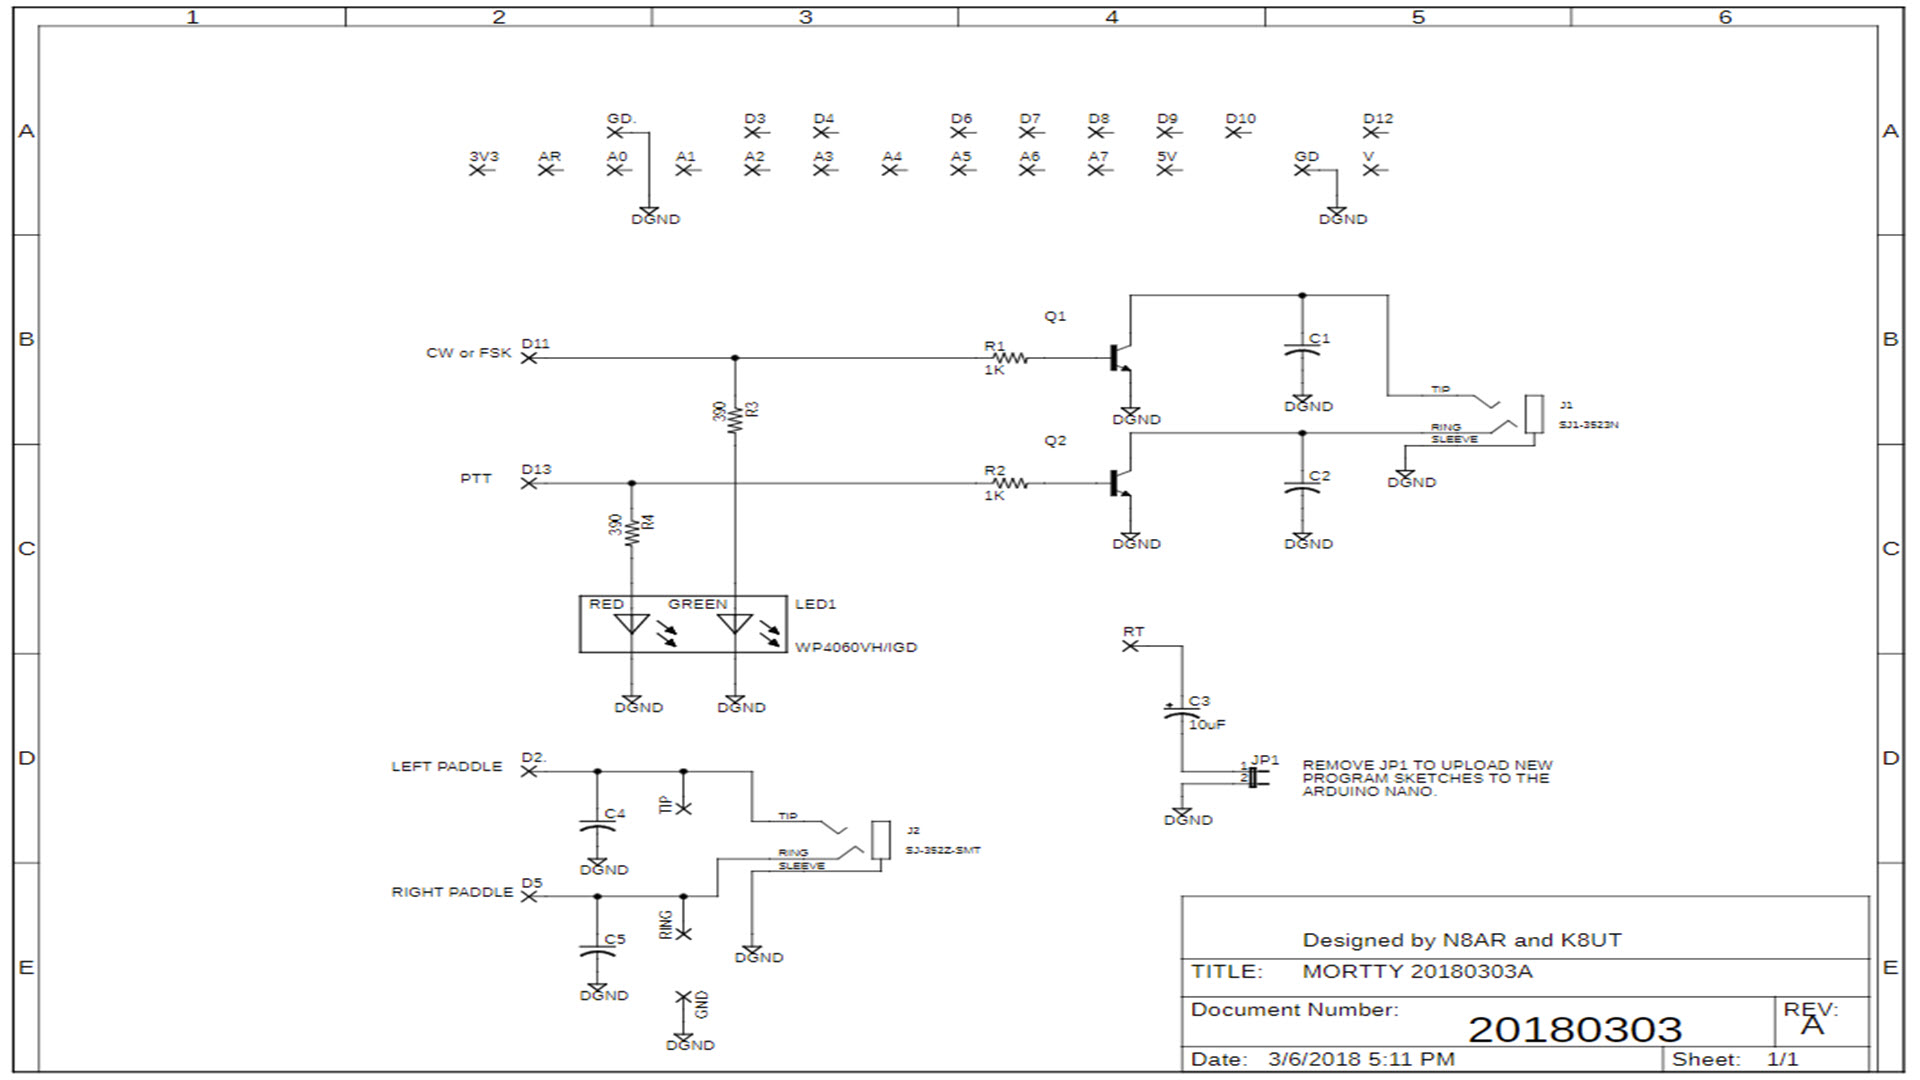 1 2 3 4 5 6
A A
GD. D3 D4 D6 D7 D8 D9 D10 D12
3V3 AR A0 A1 A2 A3 A4 A5 A6 A7 5V GD V
DGND DGND
B B
Q1
CW or FSK D11 R1 C1
1K
390 R3
DGND DGND
TIP J1
RING SJ1-3523N
SLEEVE
Q2
PTT D13 R2 C2 DGND
1K
390 R4
DGND DGND
C C
RED GREEN LED1
WP4060VH/IGD
DGND DGND
RT
C3
10uF
D D
1 JP1 REMOVE JP1 TO UPLOAD NEW
2 PROGRAM SKETCHES TO THE
ARDUINO NANO.
DGND
LEFT PADDLE D2.
TIP
C4 TIP J2
RING SJ-352Z-SMT
SLEEVE
DGND
RIGHT PADDLE D5
RING
C5
DGND
DGND
GND
DGND
E E
Designed by N8AR and K8UT
TITLE: MORTTY 20180303A
Document Number: REV:
20180303 A
Date: 3/6/2018 5:11 PM Sheet: 1/1